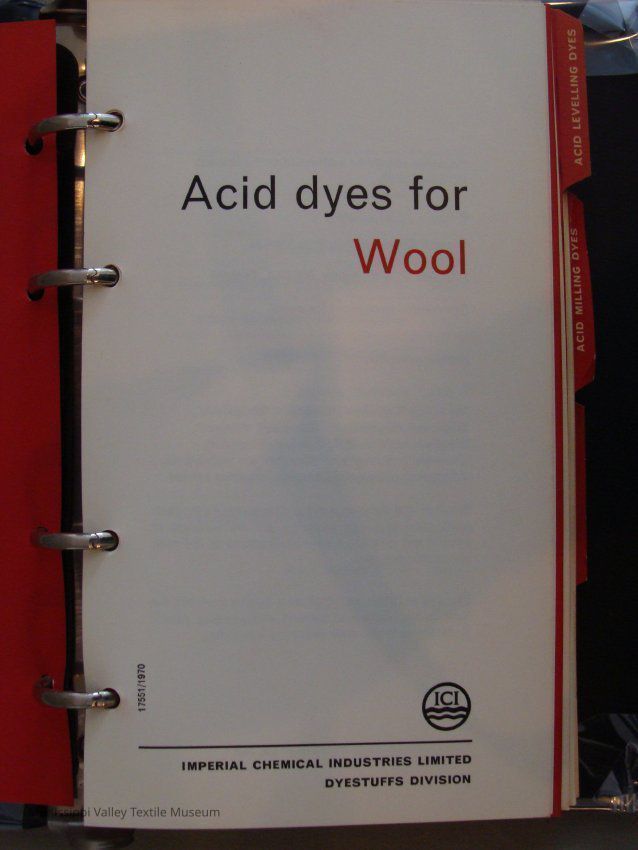 Acid dyes for
Wool
ACID LEVELLING DYES
ACID MILLING DYES
17551/1970
ICI
IMPERIAL CHEMICAL INDUSTRIES LIMITED
DYESTUFFS DIVISION
Valley Textile Museum